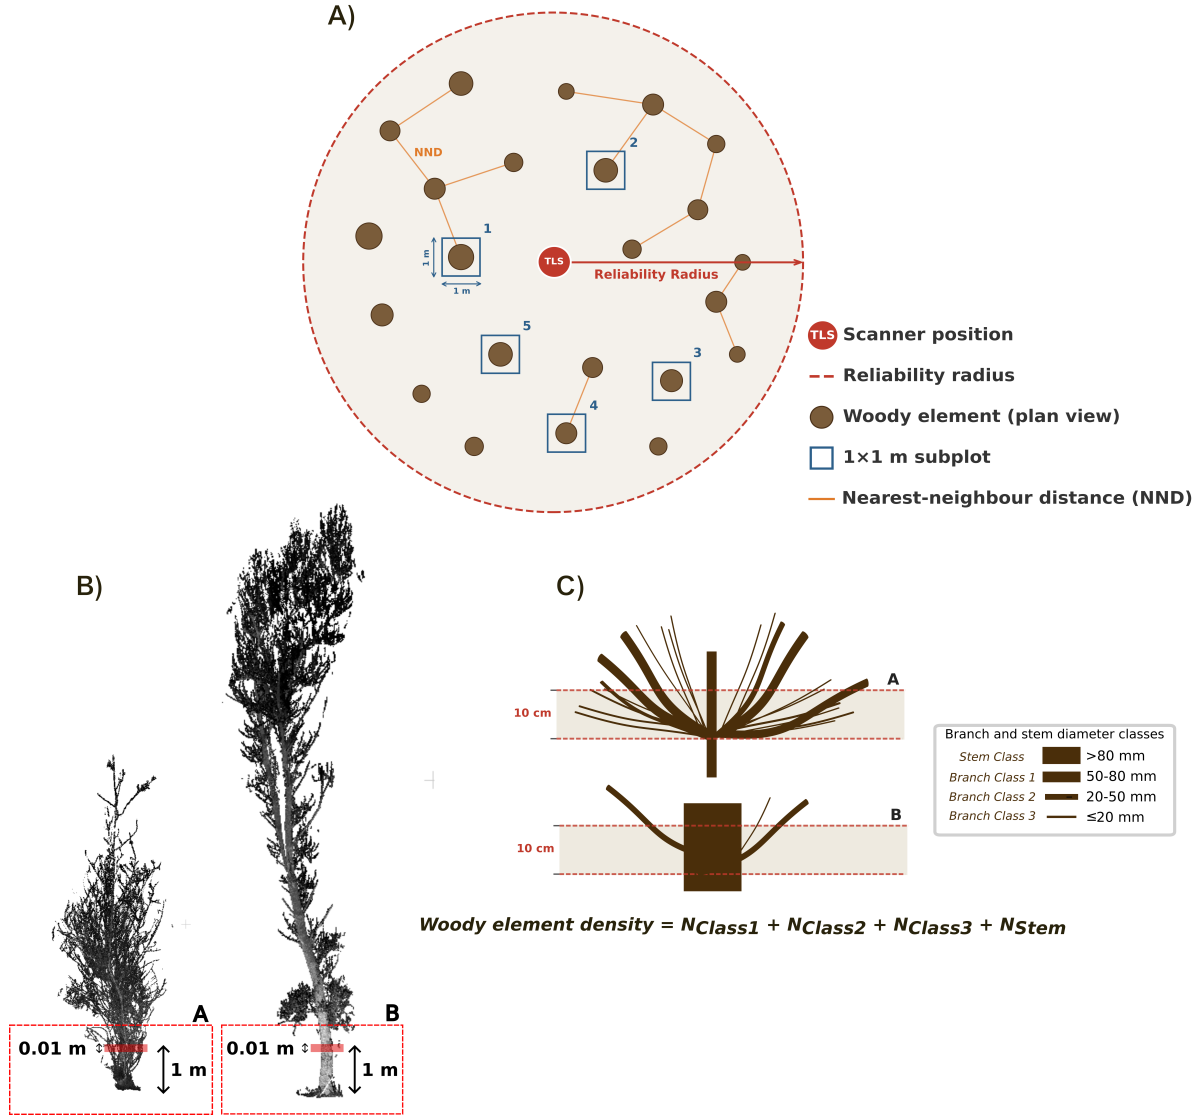 A)
2
NND
1
1 m
1 m
TLS
Reliability Radius
5
3
4
TLS Scanner position
Reliability radius
Woody element (plan view)
1×1 m subplot
Nearest-neighbour distance (NND)
B)
A
0.01 m
1 m
B
0.01 m
1 m
C)
A
10 cm
B
10 cm
Branch and stem diameter classes
Stem Class >80 mm
Branch Class 1 50-80 mm
Branch Class 2 20-50 mm
Branch Class 3 ≤20 mm
Woody element density = NClass1 + NClass2 + NClass3 + NStem